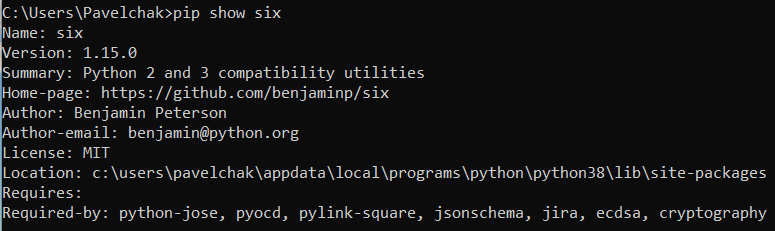 C:\Users\Pavelchak>pip show six
Name: six
Version: 1.15.0
Summary: Python 2 and 3 compatibility utilities
Home-page: https://github.com/benjaminp/six
Author: Benjamin Peterson
Author-email: benjamin@python.org
License: MIT
Location: c:\users\pavelchak\appdata\local\programs\python\python38\lib\site-packages
Requires:
Required-by: python-jose, pyocd, pylink-square, jsonschema, jira, ecdsa, cryptography